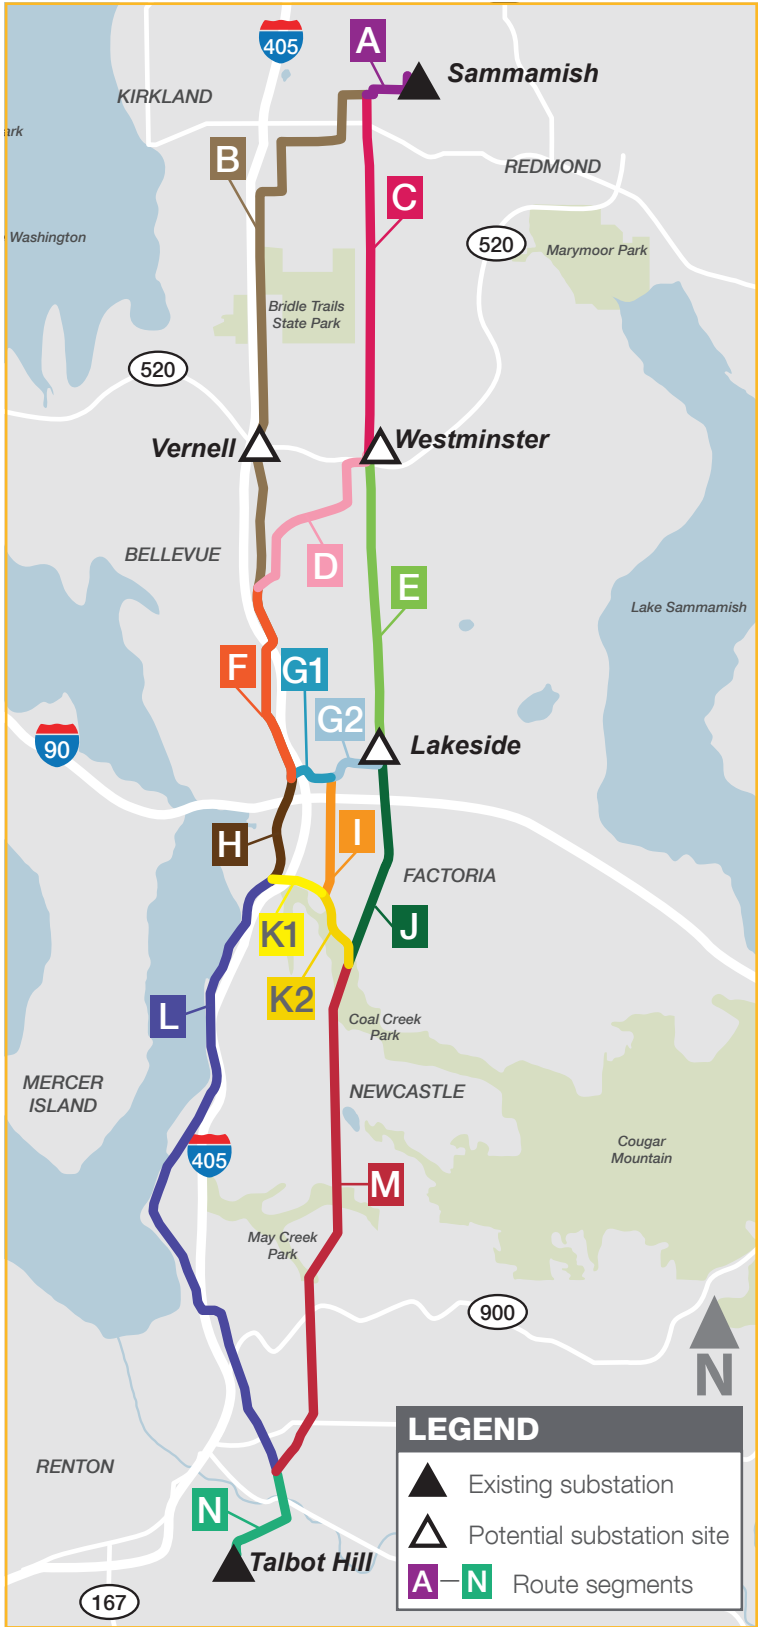 405
A
Sammamish
KIRKLAND
ark
B
REDMOND
C
Washington
520
Marymoor Park
Bridle Trails
State Park
520
Vernell
Westminster
BELLEVUE
D
E
Lake Sammamish
F
G1
G2
90
Lakeside
H
I
FACTORIA
K1
J
K2
L
Coal Creek
Park
MERCER
ISLAND
NEWCASTLE
405
Cougar
Mountain
M
May Creek
Park
900
N
LEGEND
RENTON
Existing substation
N
Potential substation site
Talbot Hill
A – N Route segments
167